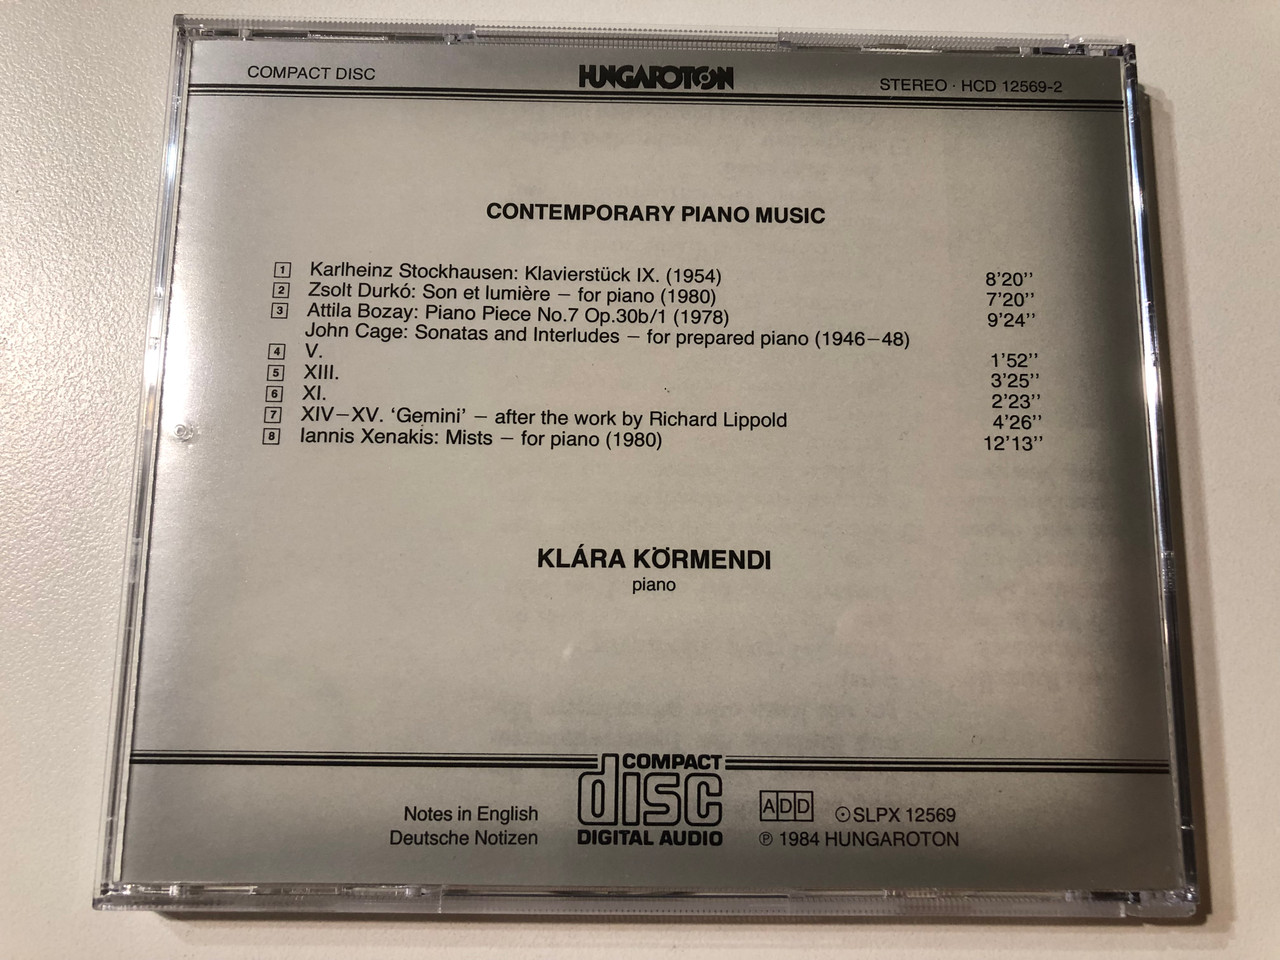 COMPACT DISC
HUNGAROTON
STEREO · HCD 12569-2
CONTEMPORARY PIANO MUSIC
1 Karlheinz Stockhausen: Klavierstück IX. (1954) 8'20''
2 Zsolt Durkó: Son et lumière – for piano (1980) 7'20''
3 Attila Bozay: Piano Piece No.7 Op.30b/1 (1978) 9'24''
John Cage: Sonatas and Interludes – for prepared piano (1946–48)
4 V. 1'52''
5 XIII. 3'25''
6 XI. 2'23''
7 XIV–XV. 'Gemini' – after the work by Richard Lippold 4'26''
8 Iannis Xenakis: Mists – for piano (1980) 12'13''
KLÁRA KÖRMENDI
piano
Notes in English
Deutsche Notizen
COMPACT
disc
DIGITAL AUDIO
ADD
SLPX 12569
℗ 1984 HUNGAROTON